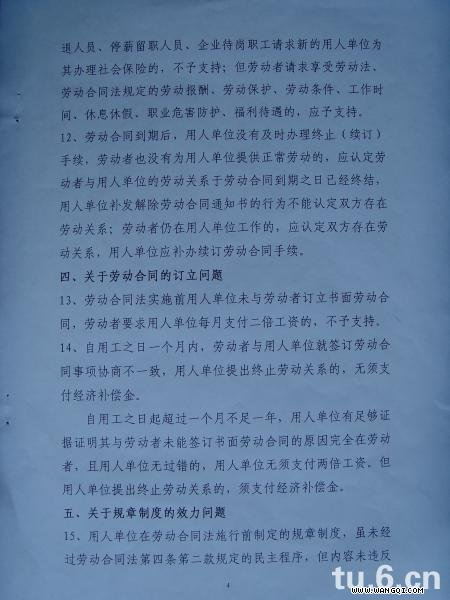 退人员、停薪留职人员、企业待岗职工请求新的用人单位为
其办理社会保险的，不予支持；但劳动者请求享受劳动法、
劳动合同法规定的劳动报酬、劳动保护、劳动条件、工作时
间、休息休假、职业危害防护、福利待遇的，应予支持。
12、劳动合同到期后，用人单位没有及时办理终止（续订）
手续，劳动者也没有为用人单位提供正常劳动的，应认定劳
动者与用人单位的劳动关系于劳动合同到期之日已经终结，
用人单位补发解除劳动合同通知书的行为不能认定双方存在
劳动关系；劳动者仍在用人单位工作的，应认定双方存在劳
动关系，用人单位应补办续订劳动合同手续。
四、关于劳动合同的订立问题
13、劳动合同法实施前用人单位未与劳动者订立书面劳动合
同，劳动者要求用人单位每月支付二倍工资的，不予支持。
14、自用工之日一个月内，劳动者与用人单位就签订劳动合
同事项协商不一致，用人单位提出终止劳动关系的，无须支
付经济补偿金。
自用工之日起超过一个月不足一年，用人单位有足够证
据证明其与劳动者未能签订书面劳动合同的原因完全在劳动
者，且用人单位无过错的，用人单位无须支付两倍工资。但
用人单位提出终止劳动关系的，须支付经济补偿金。
五、关于规章制度的效力问题
15、用人单位在劳动合同法施行前制定的规章制度，虽未经
过劳动合同法第四条第二款规定的民主程序，但内容未违反
4
tu.6.cn
www.wangqi.com